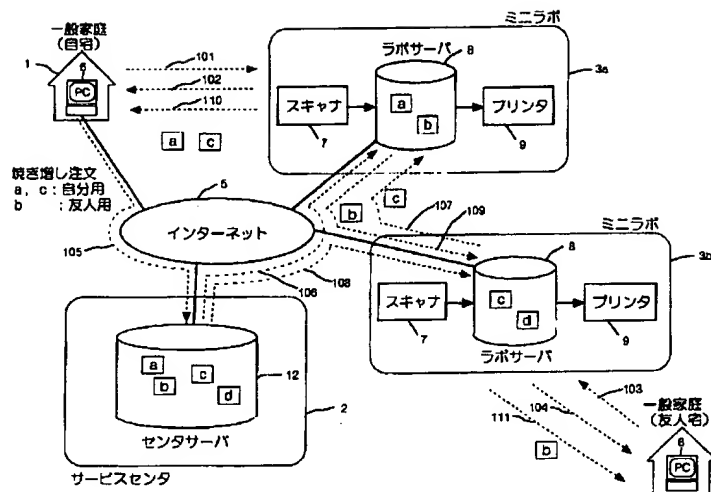 一般家庭
(自宅)
1
6
PC
101
102
110
a
c
ミニラボ
ラボサーバ
8
3a
スキャナ
a
b
プリンタ
7
9
焼き増し注文
a, c:自分用
b :友人用
5
インターネット
105
b
c
107
109
106
108
ミニラボ
8
3b
スキャナ
c
d
プリンタ
7
ラボサーバ
9
a
b
c
d
12
2
センタサーバ
サービスセンタ
103
104
111
b
一般家庭
(友人宅)
6
PC